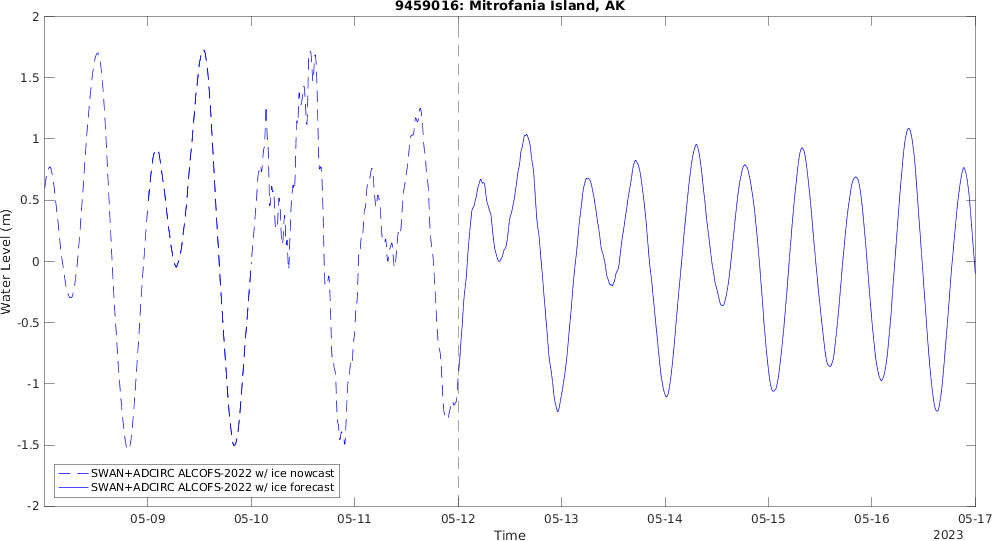 9459016: Mitrofania Island, AK
2
1.5
1
0.5
0
-0.5
-1
-1.5
-2
Water Level (m)
SWAN+ADCIRC ALCOFS-2022 w/ ice nowcast
SWAN+ADCIRC ALCOFS-2022 w/ ice forecast
05-09 05-10 05-11 05-12 05-13 05-14 05-15 05-16 05-17
Time
2023